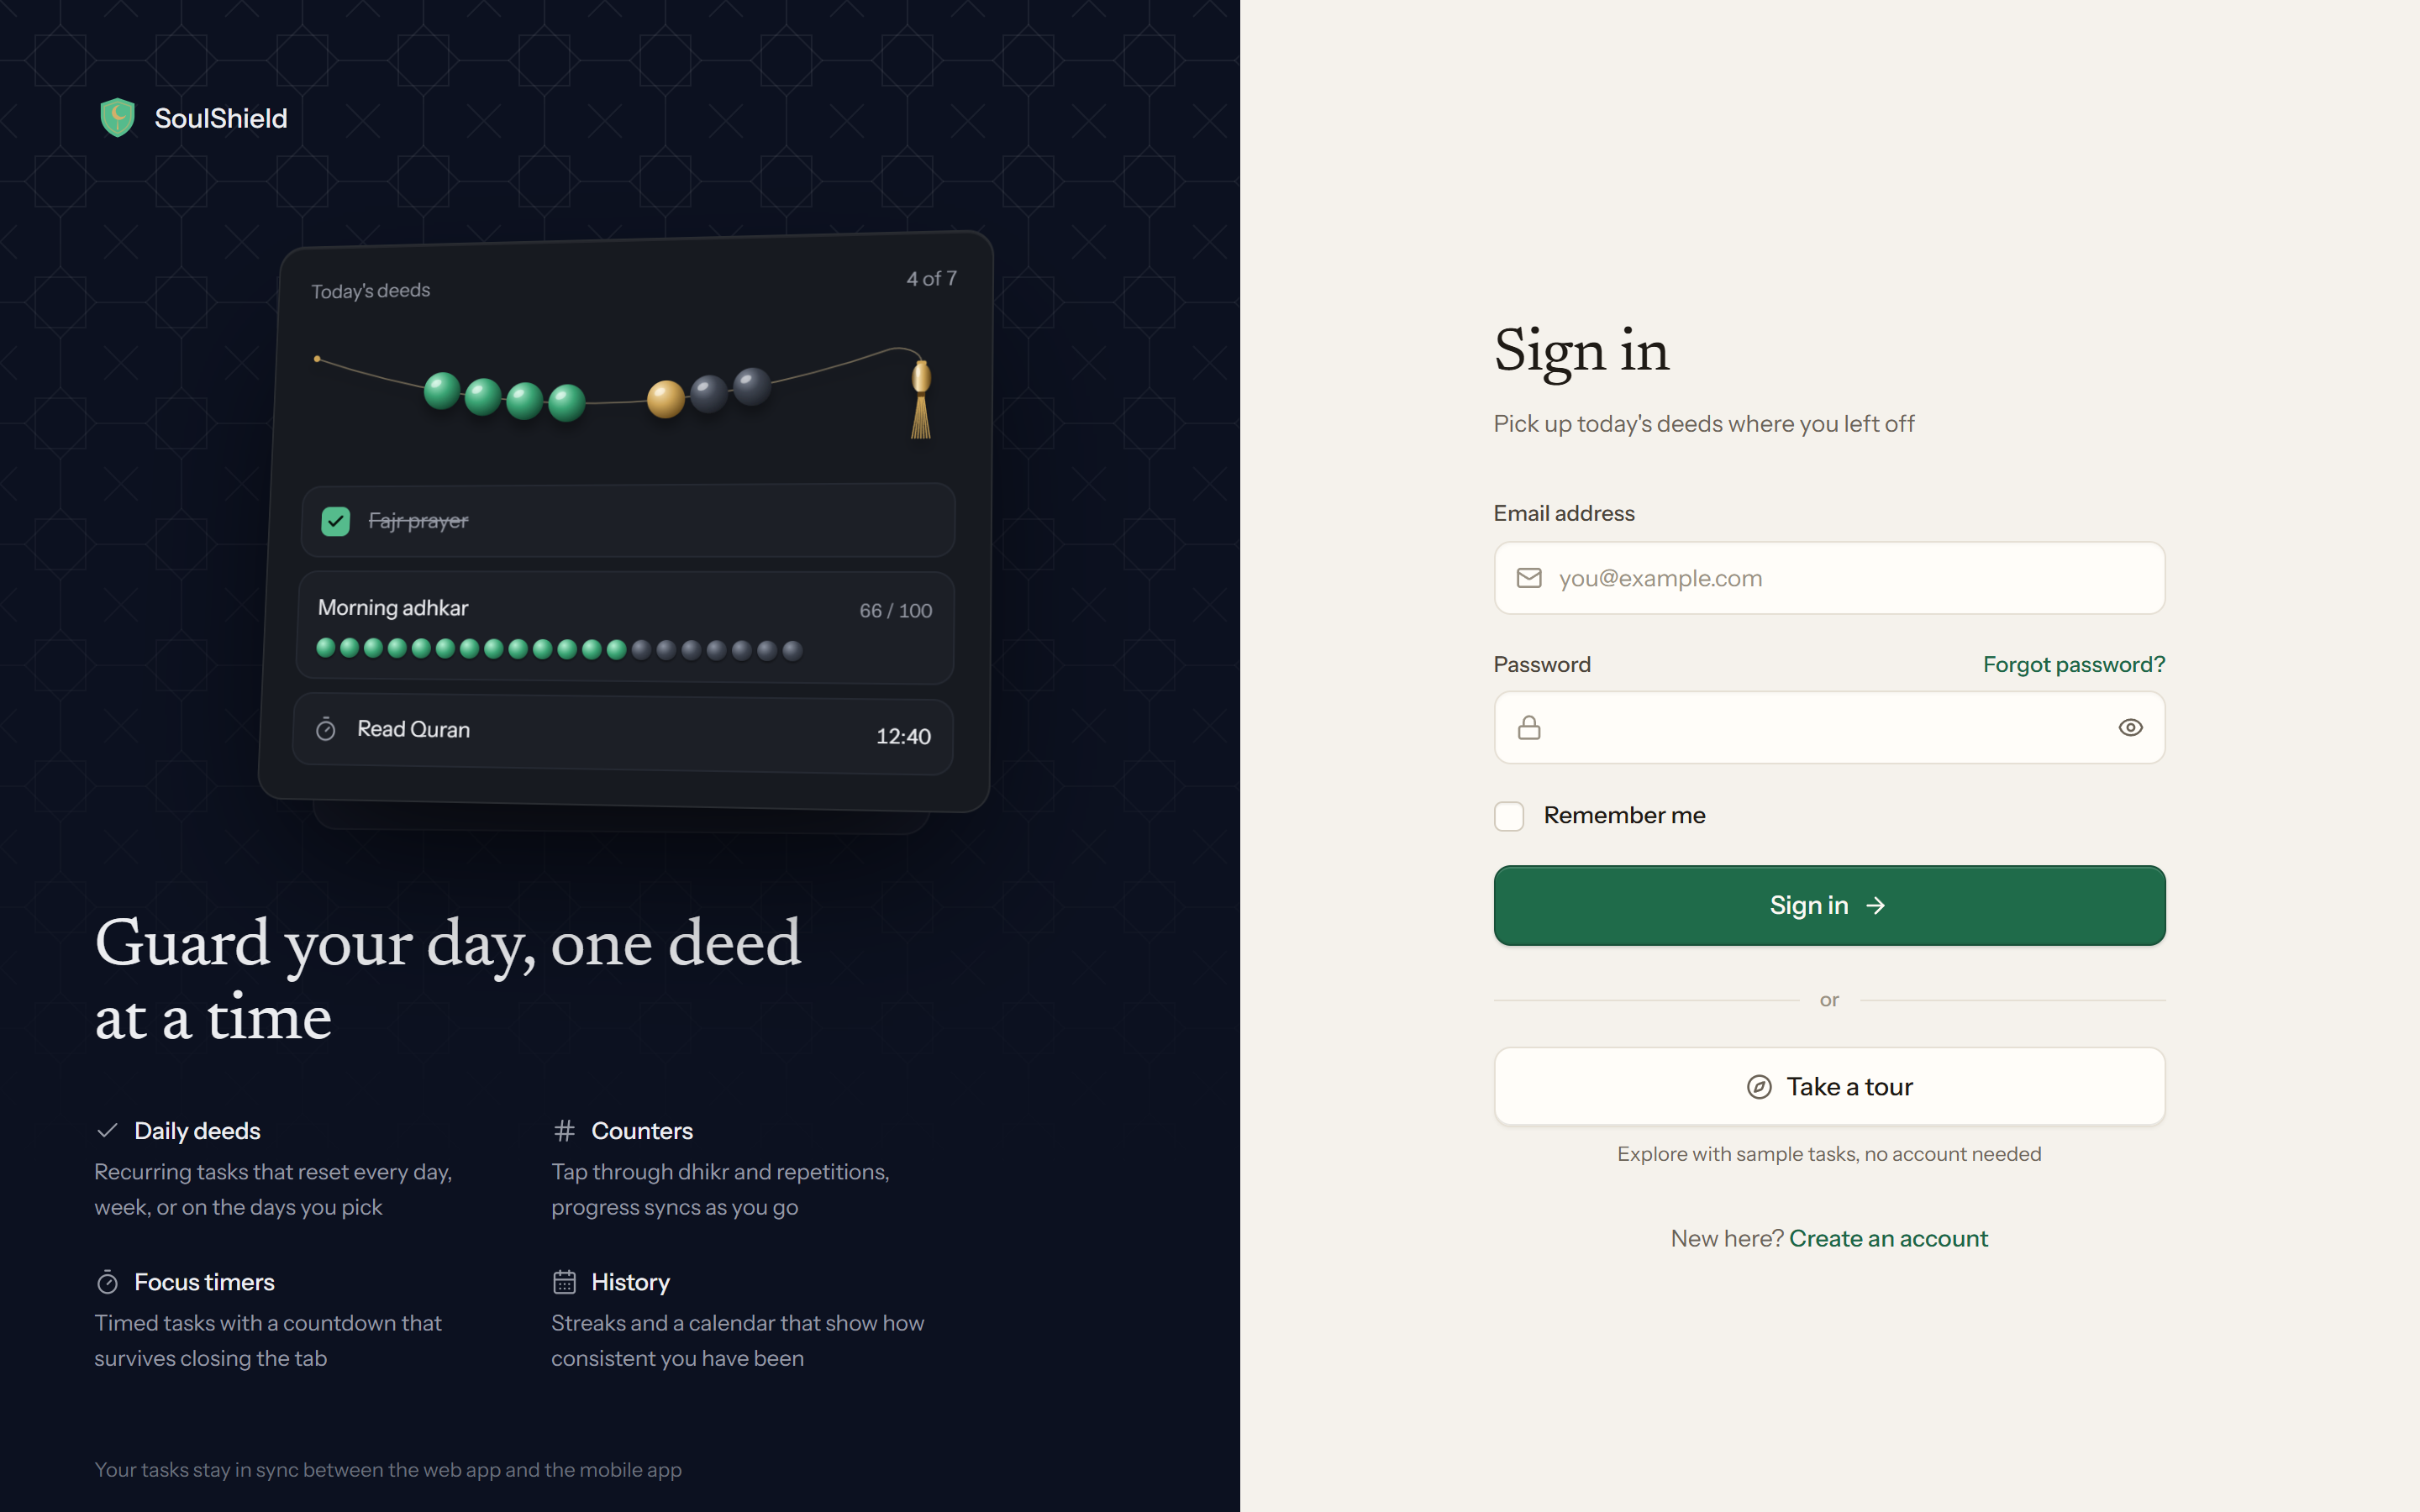 SoulShield
Today's deeds
4 of 7
Fajr prayer
Morning adhkar
66 / 100
Read Quran
12:40
Guard your day, one deed
at a time
Daily deeds
Recurring tasks that reset every day,
week, or on the days you pick
Counters
Tap through dhikr and repetitions,
progress syncs as you go
Focus timers
Timed tasks with a countdown that
survives closing the tab
History
Streaks and a calendar that show how
consistent you have been
Your tasks stay in sync between the web app and the mobile app
Sign in
Pick up today's deeds where you left off
Email address
you@example.com
Password
Forgot password?
Remember me
Sign in
or
Take a tour
Explore with sample tasks, no account needed
New here? Create an account